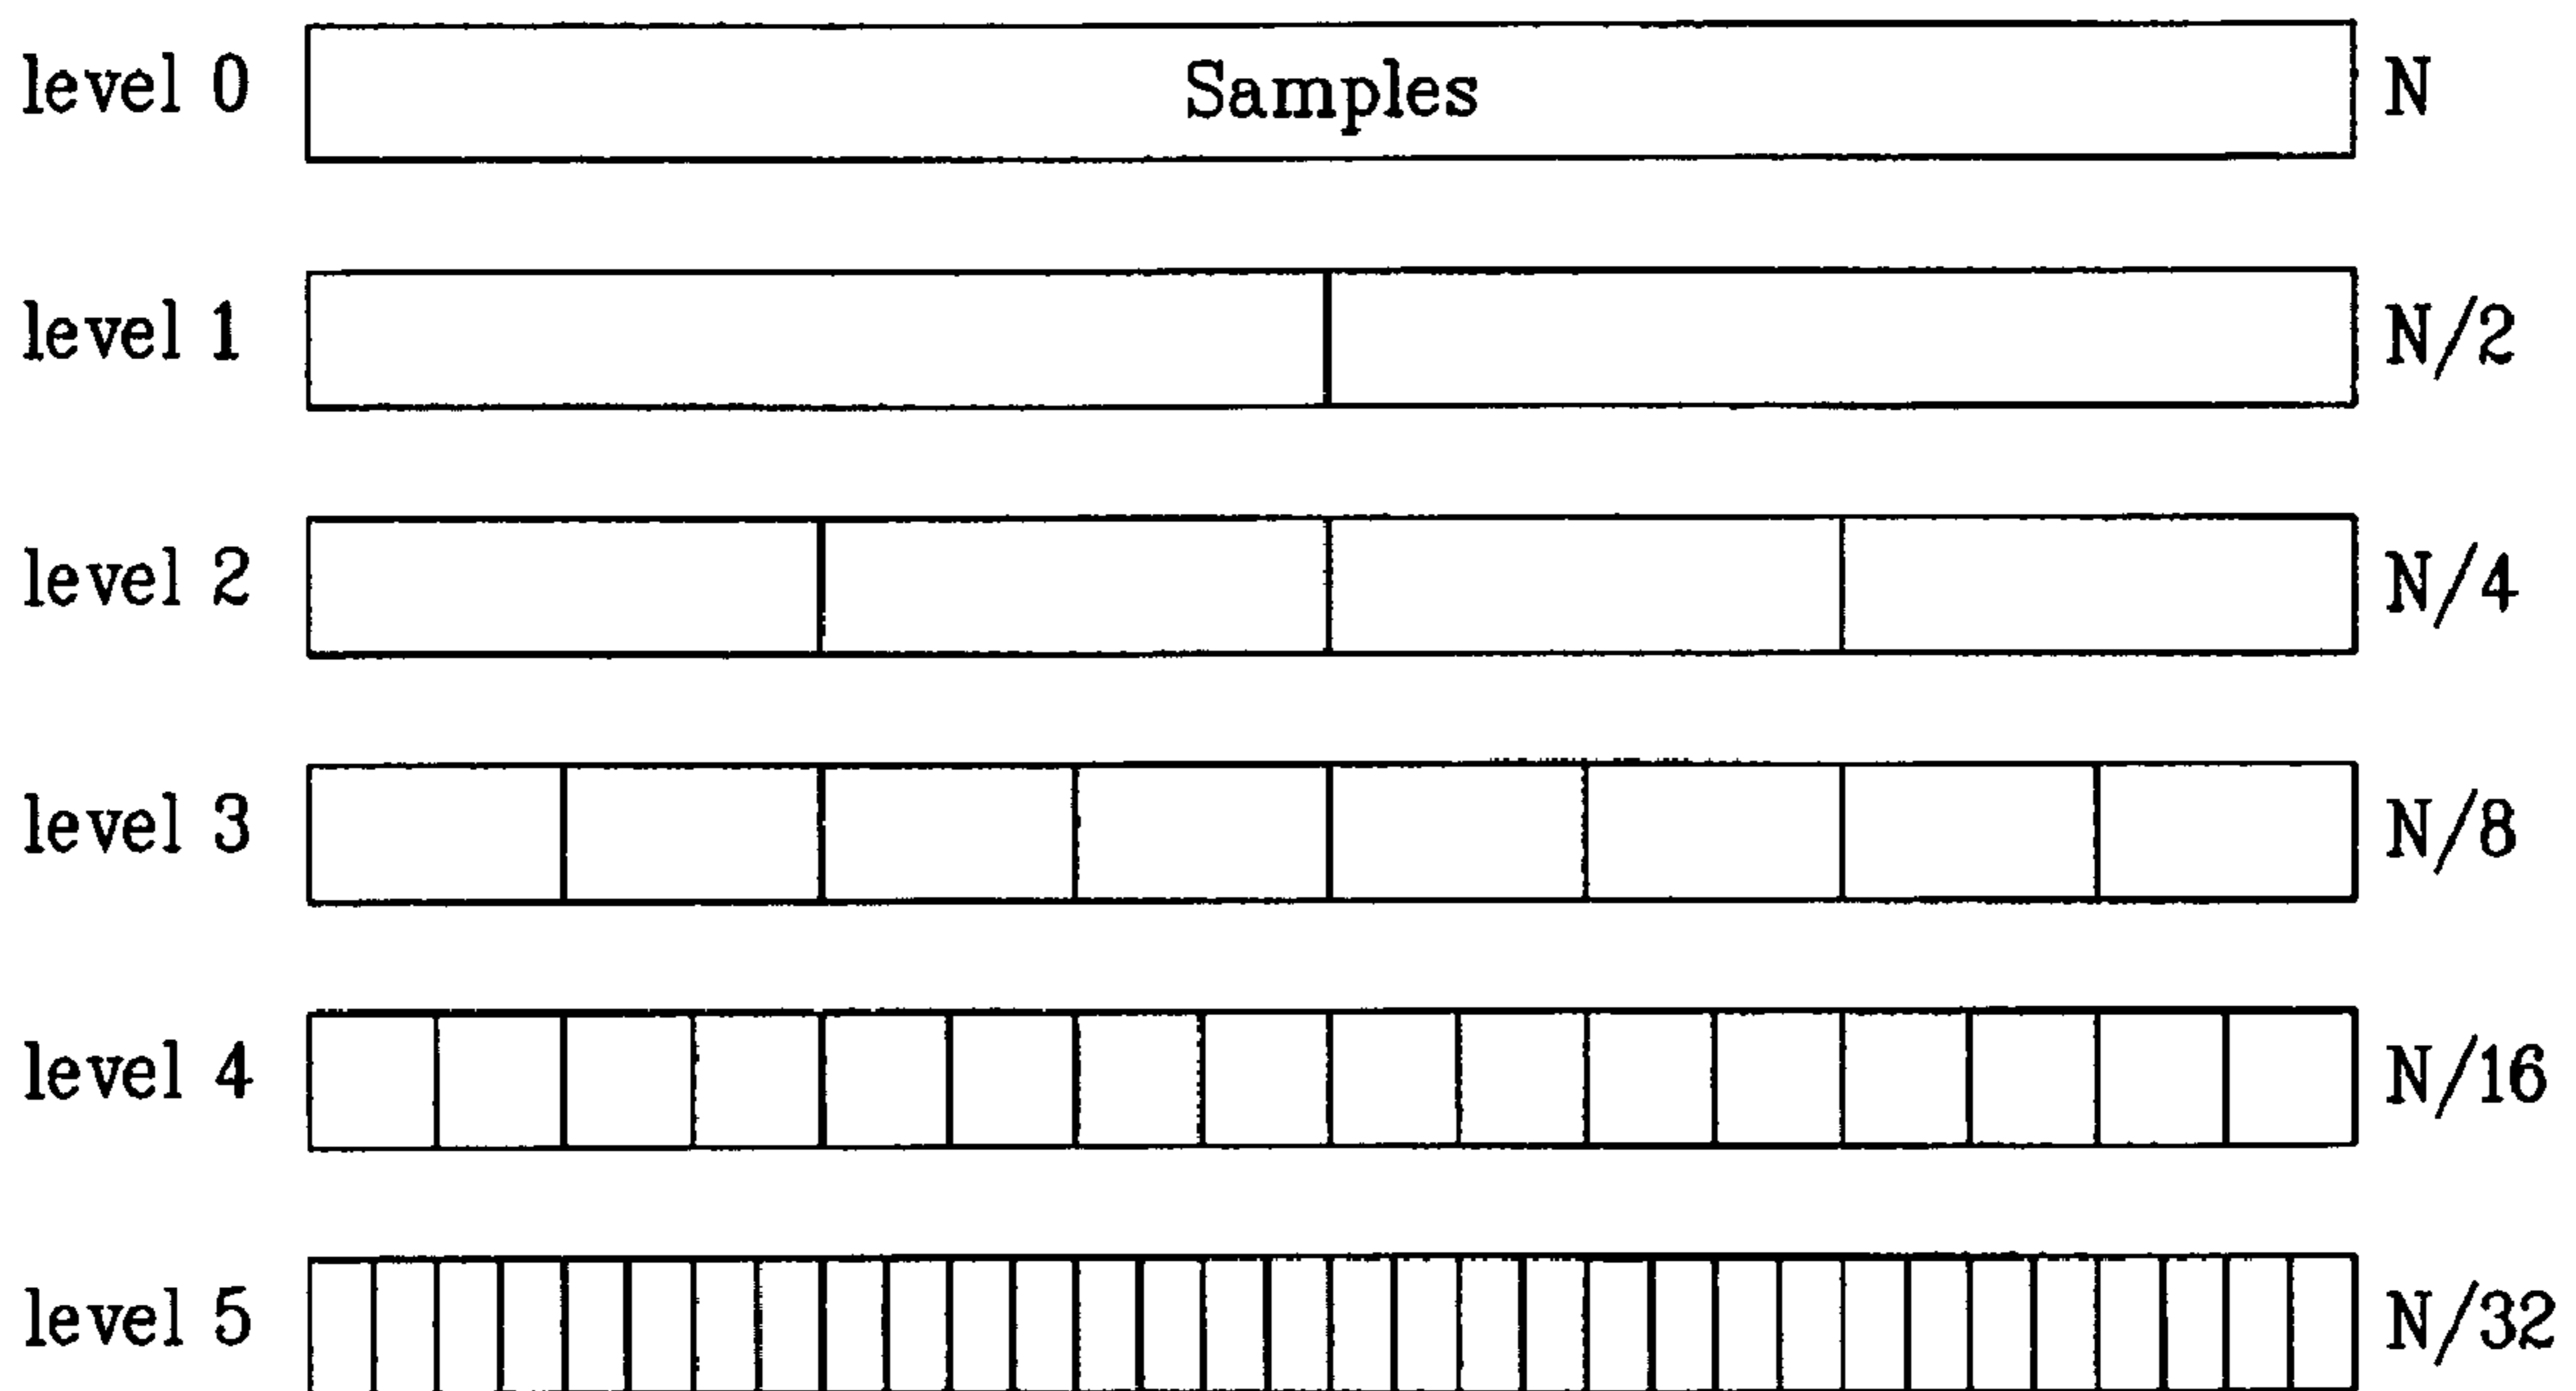 level 0 Samples N
level 1 N/2
level 2 N/4
level 3 N/8
level 4 N/16
level 5 N/32